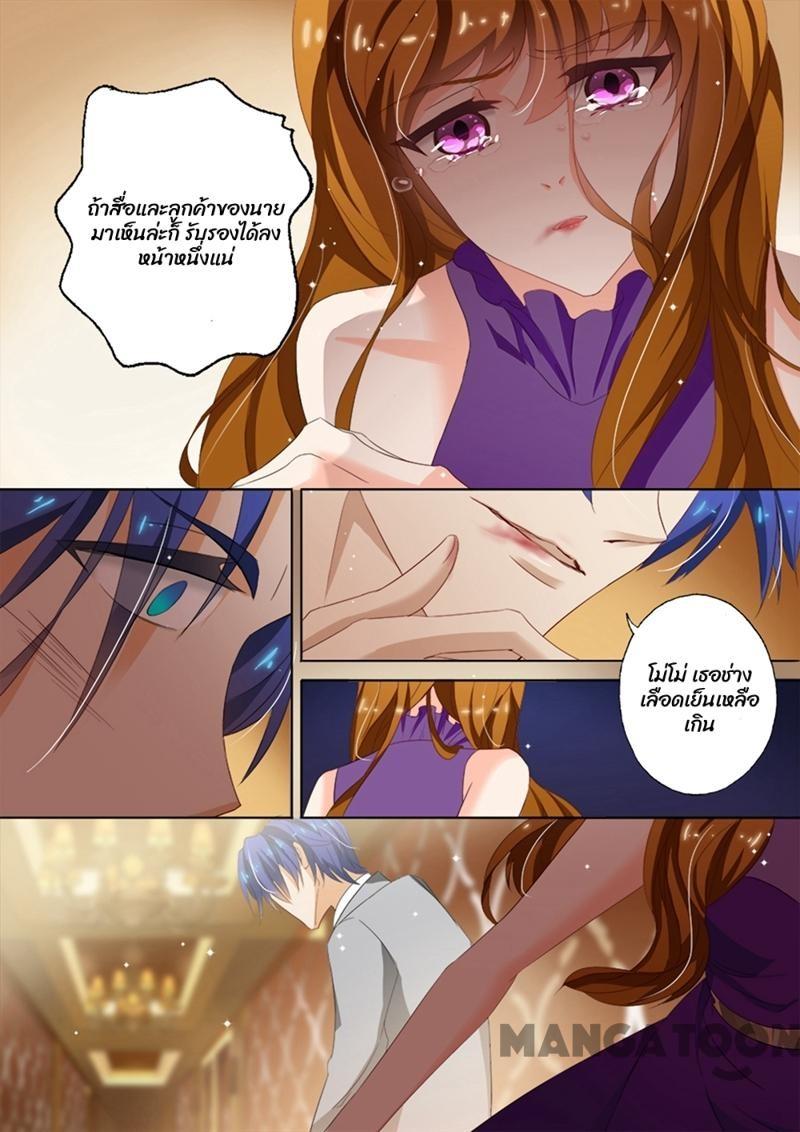 ถ้าสื่อและลูกค้าของนาย
มาเห็นล่ะก็ รับรองได้ลง
หน้าหนึ่งแน่
โม่โม่ เธอช่าง
เลือดเย็นเหลือ
เกิน
MANGATOON